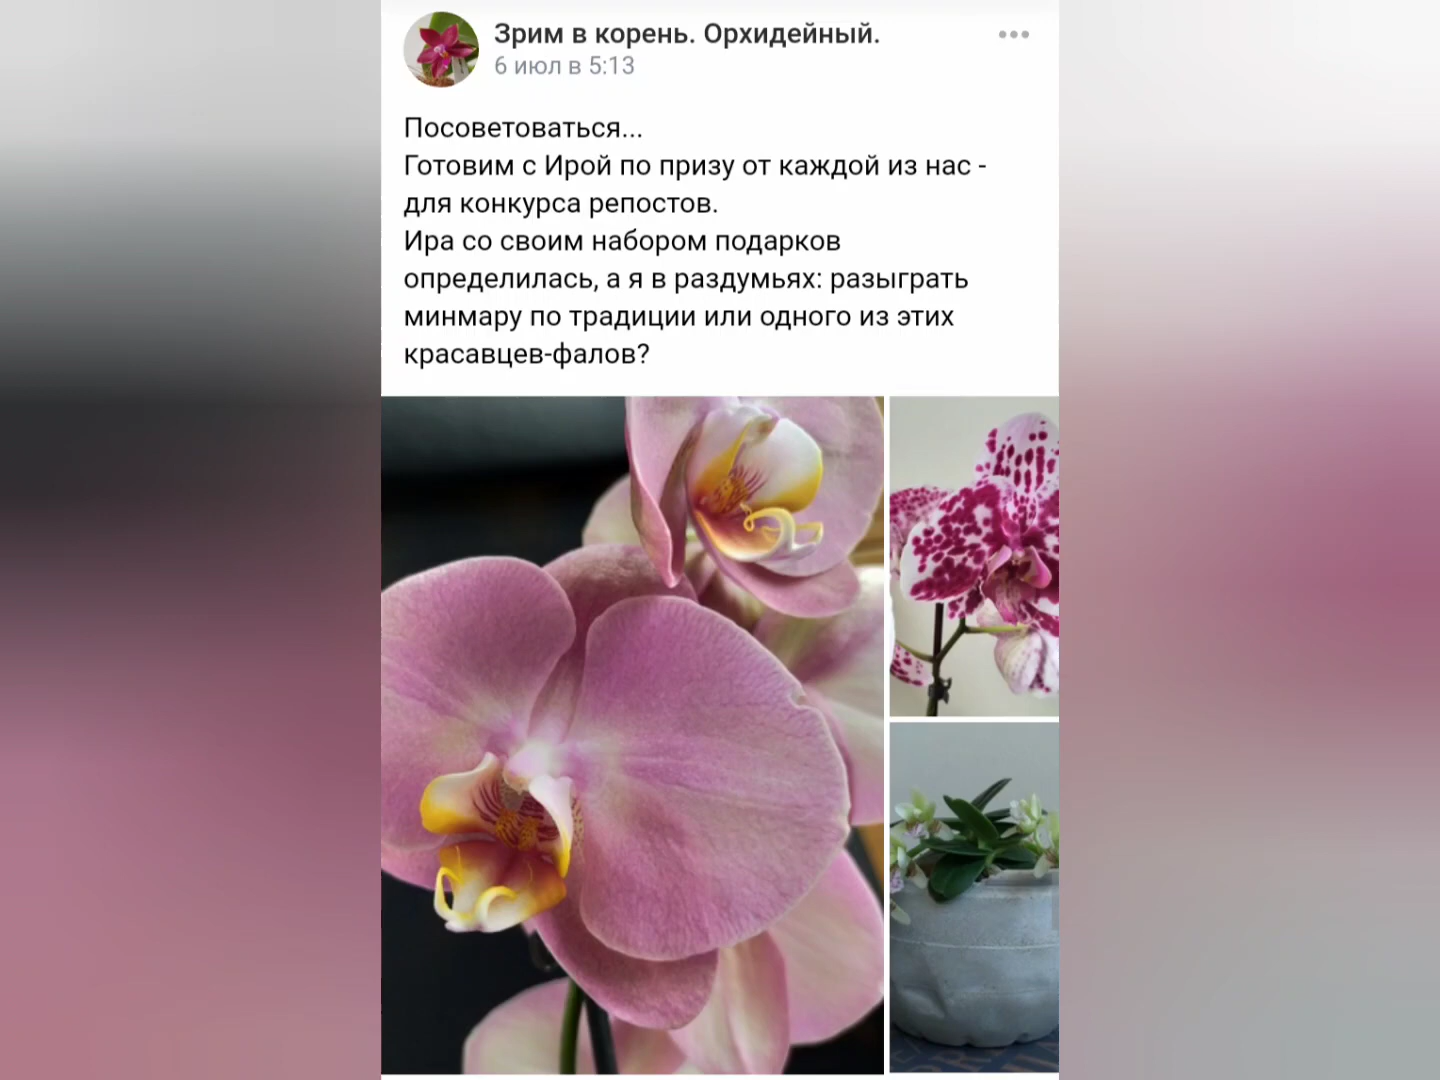 Зрим в корень. Орхидейный.
6 июл в 5:13
Посоветоваться...
Готовим с Ирой по призу от каждой из нас -
для конкурса репостов.
Ира со своим набором подарков
определилась, а я в раздумьях: разыграть
минмару по традиции или одного из этих
красавцев-фалов?